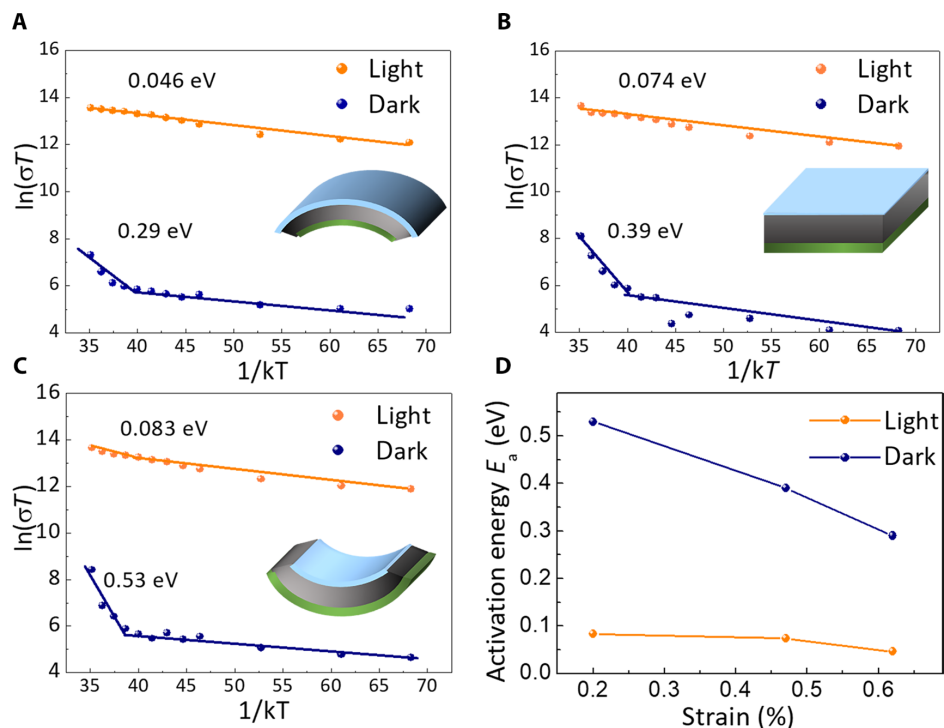 A
16
14
12
10
8
6
4
ln(σT)
0.046 eV
Light
Dark
0.29 eV
35 40 45 50 55 60 65 70
1/kT
B
16
14
12
10
8
6
4
ln(σT)
0.074 eV
Light
Dark
0.39 eV
35 40 45 50 55 60 65 70
1/kT
C
16
14
12
10
8
6
4
ln(σT)
0.083 eV
Light
Dark
0.53 eV
35 40 45 50 55 60 65 70
1/kT
D
0.5
0.4
0.3
0.2
0.1
0.0
Activation energy Ea (eV)
Light
Dark
0.2 0.3 0.4 0.5 0.6
Strain (%)